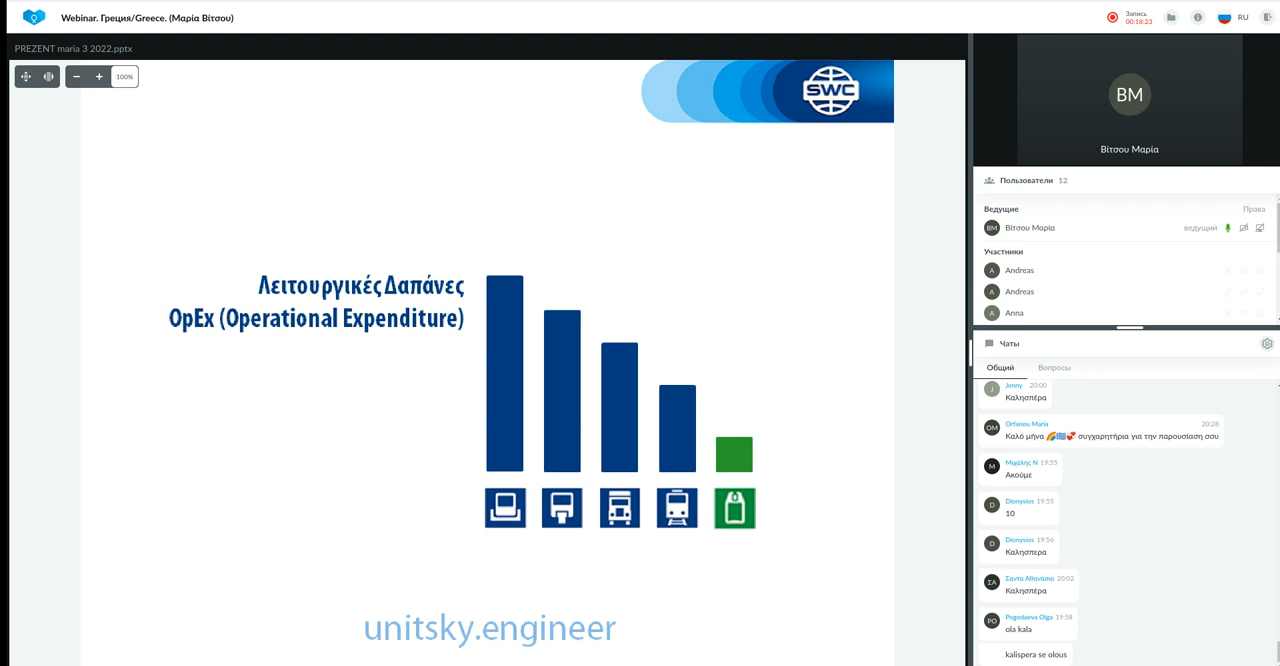 Webinar. Греция/Greece. (Μαρία Βίτσου)
Запись
00:18:23
RU
PREZENT maria 3 2022.pptx
100%
SWC
Λειτουργικές Δαπάνες
OpEx (Operational Expenditure)
unitsky.engineer
BM
Βίτσου Μαρία
Пользователи 12
Ведущие Права
BM Βίτσου Μαρία ведущий
Участники
A Andreas
A Andreas
A Anna
Чаты
Общий Вопросы
J Jenny 20:00
Καλησπέρα
OM Orfanou Maria 20:26
Καλό μήνα 🌈🇬🇷💞 συγχαρητήρια για την παρουσίαση σου
M Μιχάλης Ν 19:55
Ακούμε
D Dionysios 19:55
10
D Dionysios 19:56
Καλησπερα
ΣΑ Σαντα Αθανάσια 20:02
Καλησπέρα
PO Pogodaeva Olga 19:58
ola kala
kalispera se olous